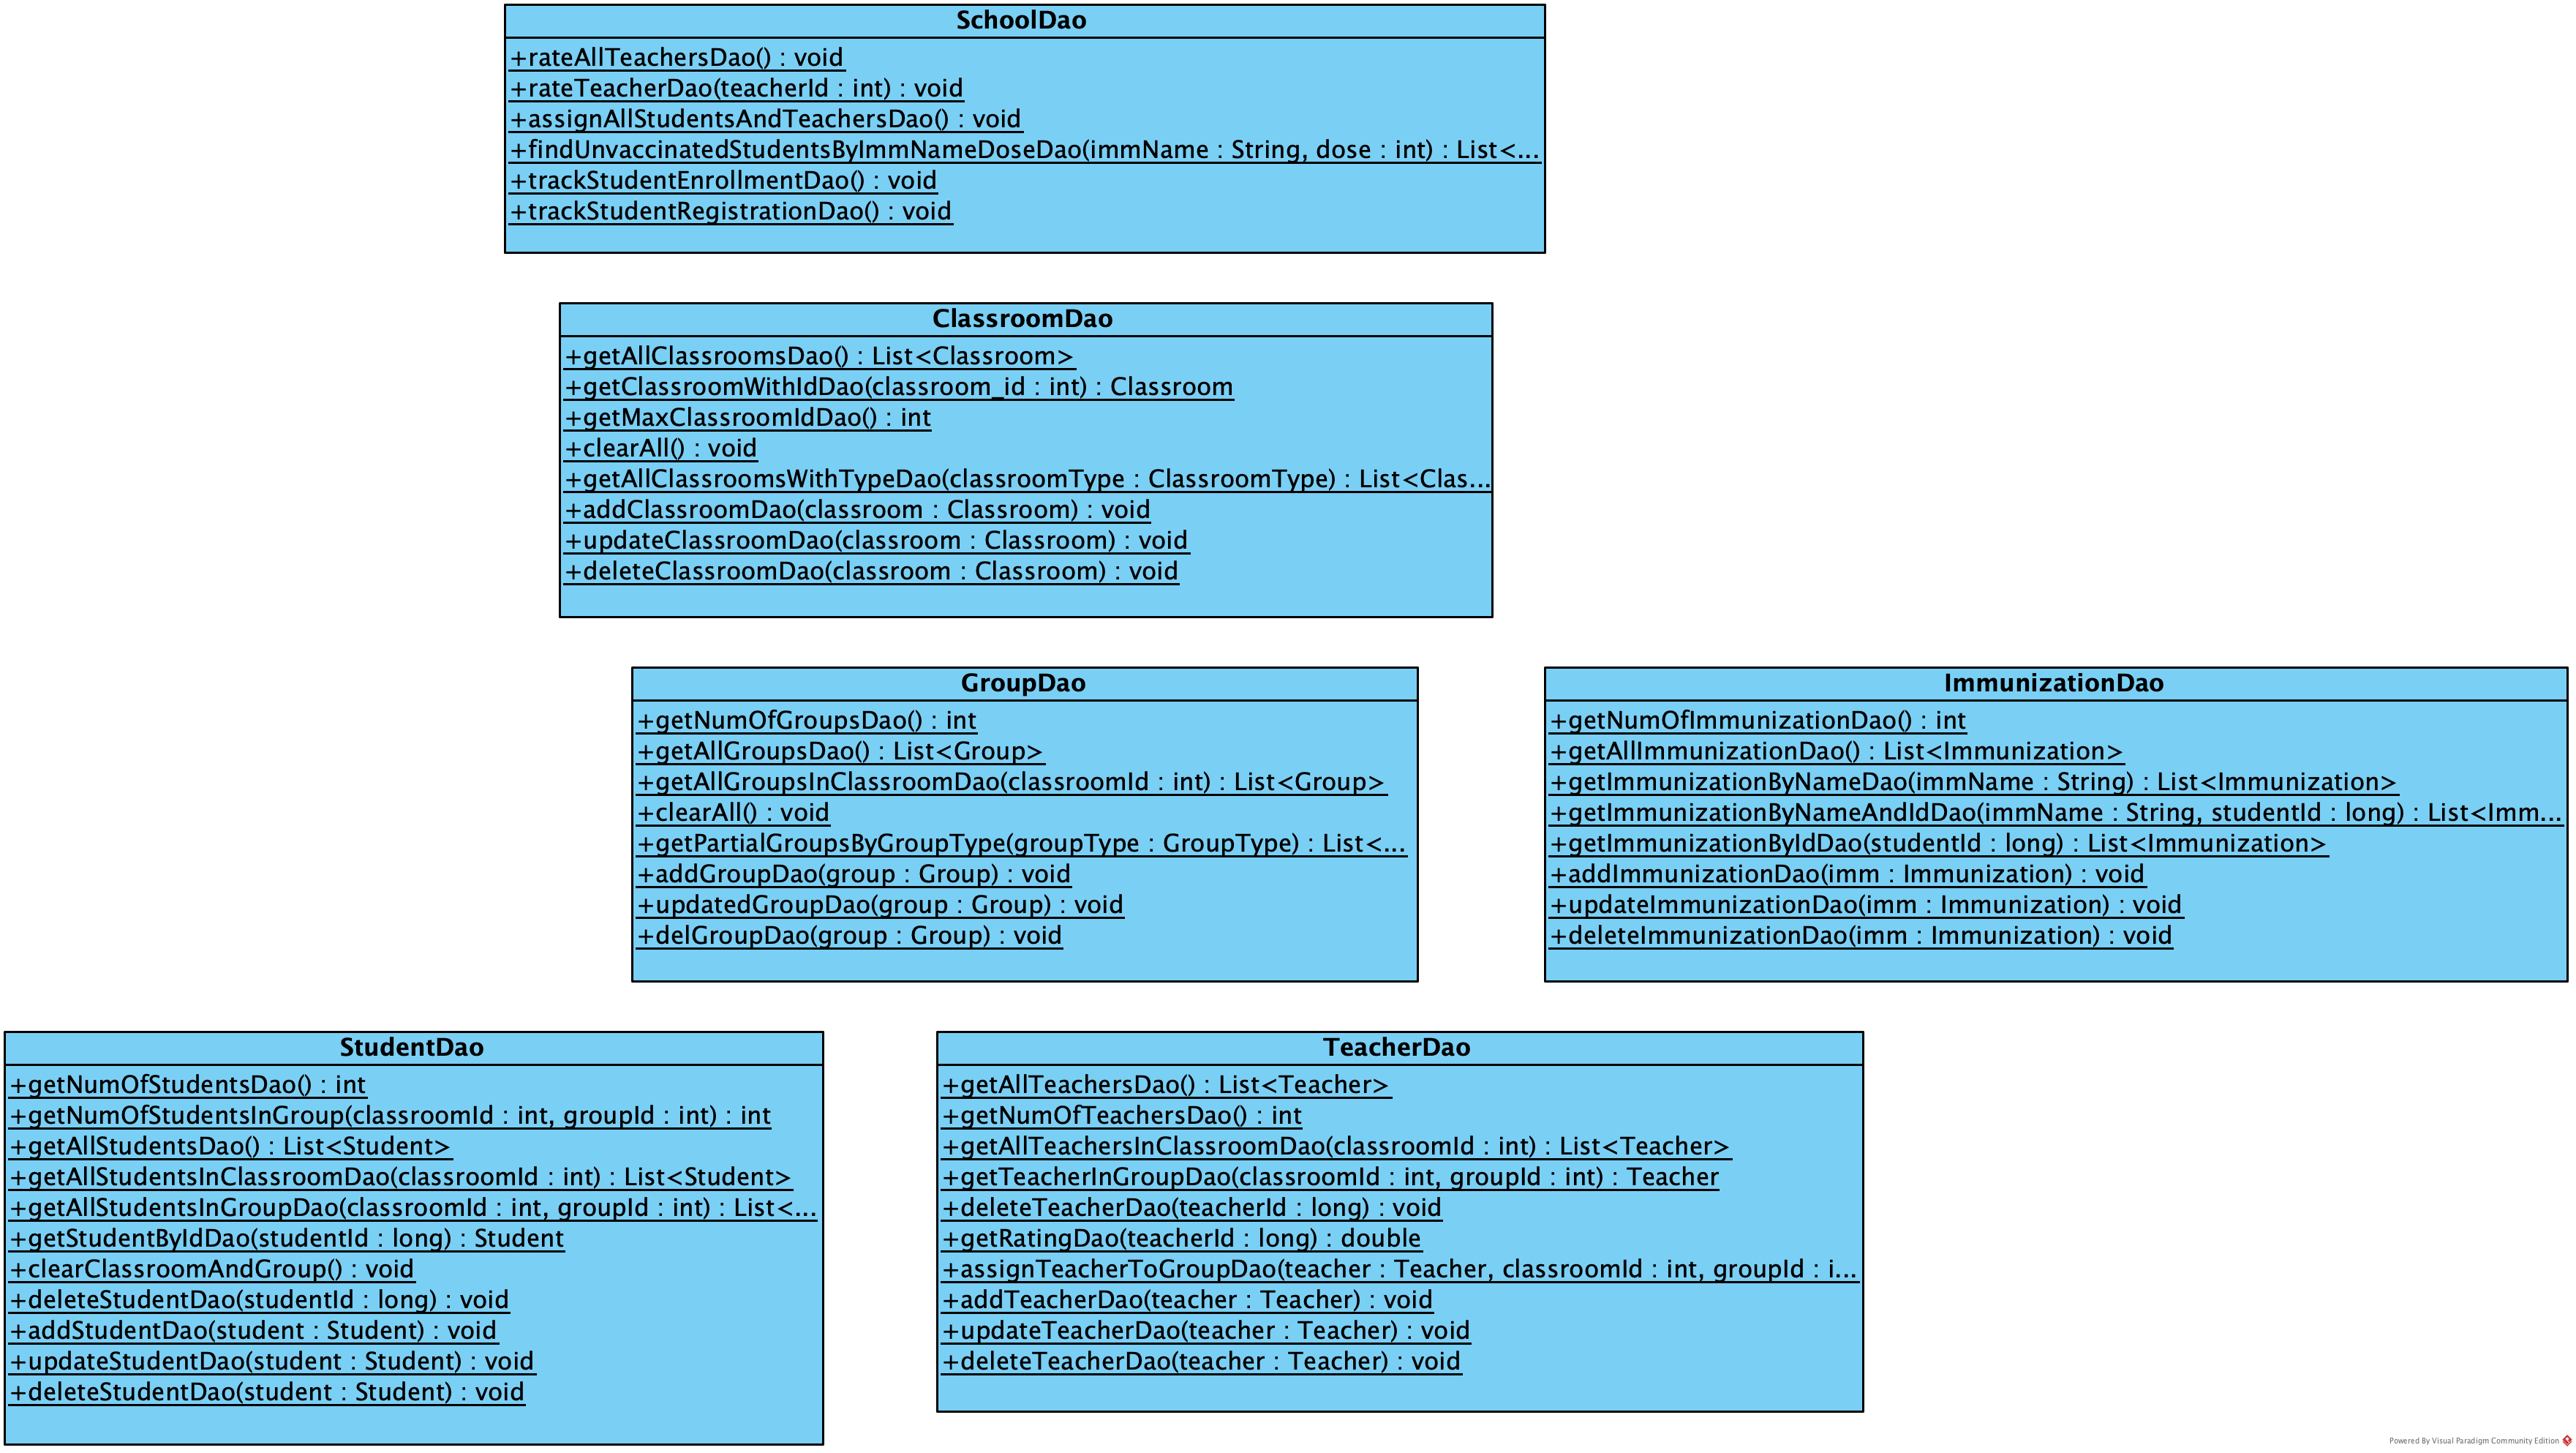 SchoolDao
+rateAllTeachersDao() : void
+rateTeacherDao(teacherId : int) : void
+assignAllStudentsAndTeachersDao() : void
+findUnvaccinatedStudentsByImmNameDoseDao(immName : String, dose : int) : List<...
+trackStudentEnrollmentDao() : void
+trackStudentRegistrationDao() : void
ClassroomDao
+getAllClassroomsDao() : List<Classroom>
+getClassroomWithIdDao(classroom_id : int) : Classroom
+getMaxClassroomIdDao() : int
+clearAll() : void
+getAllClassroomsWithTypeDao(classroomType : ClassroomType) : List<Clas...
+addClassroomDao(classroom : Classroom) : void
+updateClassroomDao(classroom : Classroom) : void
+deleteClassroomDao(classroom : Classroom) : void
GroupDao
+getNumOfGroupsDao() : int
+getAllGroupsDao() : List<Group>
+getAllGroupsInClassroomDao(classroomId : int) : List<Group>
+clearAll() : void
+getPartialGroupsByGroupType(groupType : GroupType) : List<...
+addGroupDao(group : Group) : void
+updatedGroupDao(group : Group) : void
+delGroupDao(group : Group) : void
ImmunizationDao
+getNumOfImmunizationDao() : int
+getAllImmunizationDao() : List<Immunization>
+getImmunizationByNameDao(immName : String) : List<Immunization>
+getImmunizationByNameAndIdDao(immName : String, studentId : long) : List<Imm...
+getImmunizationByIdDao(studentId : long) : List<Immunization>
+addImmunizationDao(imm : Immunization) : void
+updateImmunizationDao(imm : Immunization) : void
+deleteImmunizationDao(imm : Immunization) : void
StudentDao
+getNumOfStudentsDao() : int
+getNumOfStudentsInGroup(classroomId : int, groupId : int) : int
+getAllStudentsDao() : List<Student>
+getAllStudentsInClassroomDao(classroomId : int) : List<Student>
+getAllStudentsInGroupDao(classroomId : int, groupId : int) : List<...
+getStudentByIdDao(studentId : long) : Student
+clearClassroomAndGroup() : void
+deleteStudentDao(studentId : long) : void
+addStudentDao(student : Student) : void
+updateStudentDao(student : Student) : void
+deleteStudentDao(student : Student) : void
TeacherDao
+getAllTeachersDao() : List<Teacher>
+getNumOfTeachersDao() : int
+getAllTeachersInClassroomDao(classroomId : int) : List<Teacher>
+getTeacherInGroupDao(classroomId : int, groupId : int) : Teacher
+deleteTeacherDao(teacherId : long) : void
+getRatingDao(teacherId : long) : double
+assignTeacherToGroupDao(teacher : Teacher, classroomId : int, groupId : i...
+addTeacherDao(teacher : Teacher) : void
+updateTeacherDao(teacher : Teacher) : void
+deleteTeacherDao(teacher : Teacher) : void
Powered By Visual Paradigm Community Edition